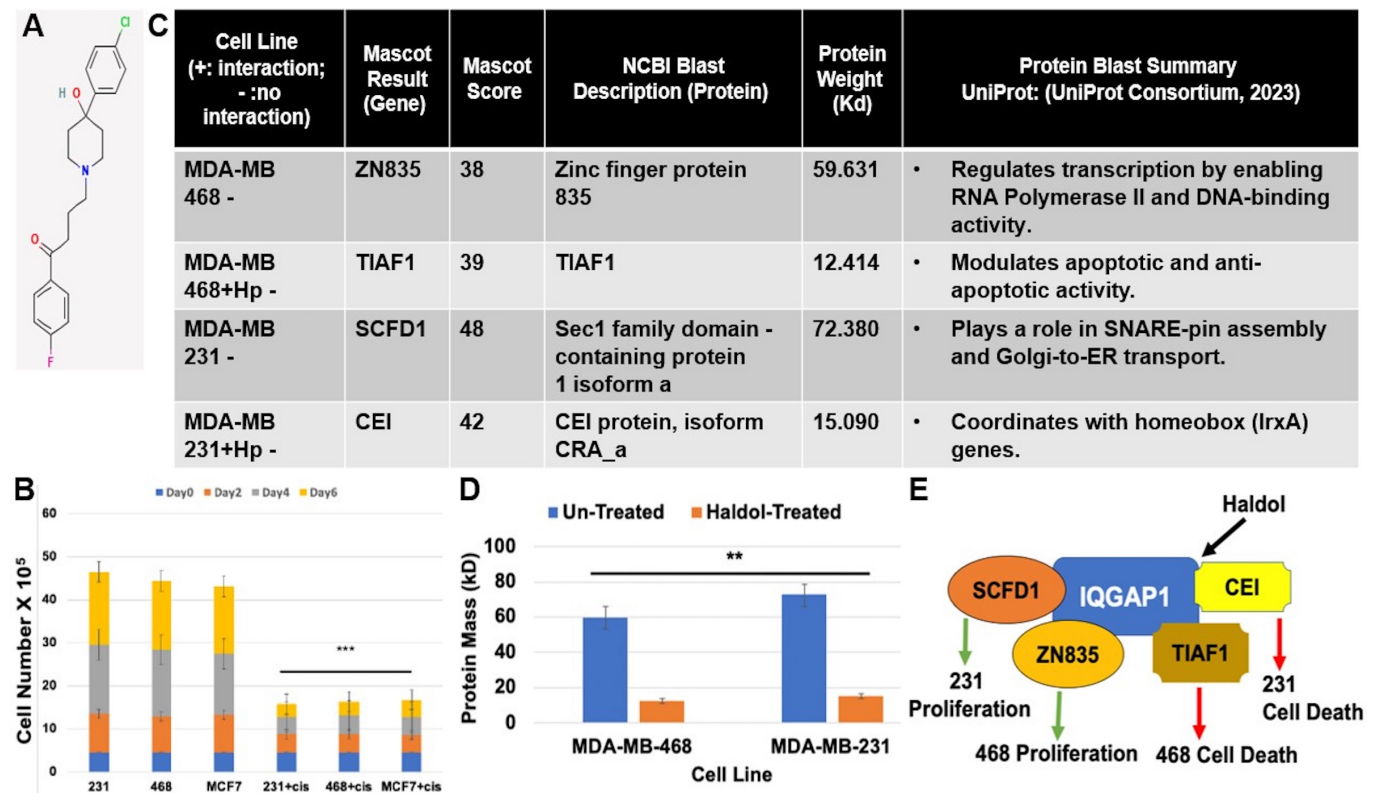 A
Cl
H O
N
O
F
C
Cell Line
(+: interaction;
- :no
interaction)
Mascot
Result
(Gene)
Mascot
Score
NCBI Blast
Description (Protein)
Protein
Weight
(Kd)
Protein Blast Summary
UniProt: (UniProt Consortium, 2023)
MDA-MB
468 -
ZN835
38
Zinc finger protein
835
59.631
• Regulates transcription by enabling
RNA Polymerase II and DNA-binding
activity.
MDA-MB
468+Hp -
TIAF1
39
TIAF1
12.414
• Modulates apoptotic and anti-
apoptotic activity.
MDA-MB
231 -
SCFD1
48
Sec1 family domain -
containing protein
1 isoform a
72.380
• Plays a role in SNARE-pin assembly
and Golgi-to-ER transport.
MDA-MB
231+Hp -
CEI
42
CEI protein, isoform
CRA_a
15.090
• Coordinates with homeobox (IrxA)
genes.
B
Day0 Day2 Day4 Day6
Cell Number X 10⁵
60
50
40
30
20
10
0
***
231 468 MCF7 231+cis 468+cis MCF7+cis
D
Un-Treated Haldol-Treated
Protein Mass (kD)
100
80
60
40
20
0
**
MDA-MB-468 MDA-MB-231
Cell Line
E
Haldol
SCFD1
IQGAP1
CEI
ZN835
TIAF1
231
Proliferation
231
Cell Death
468 Proliferation
468 Cell Death